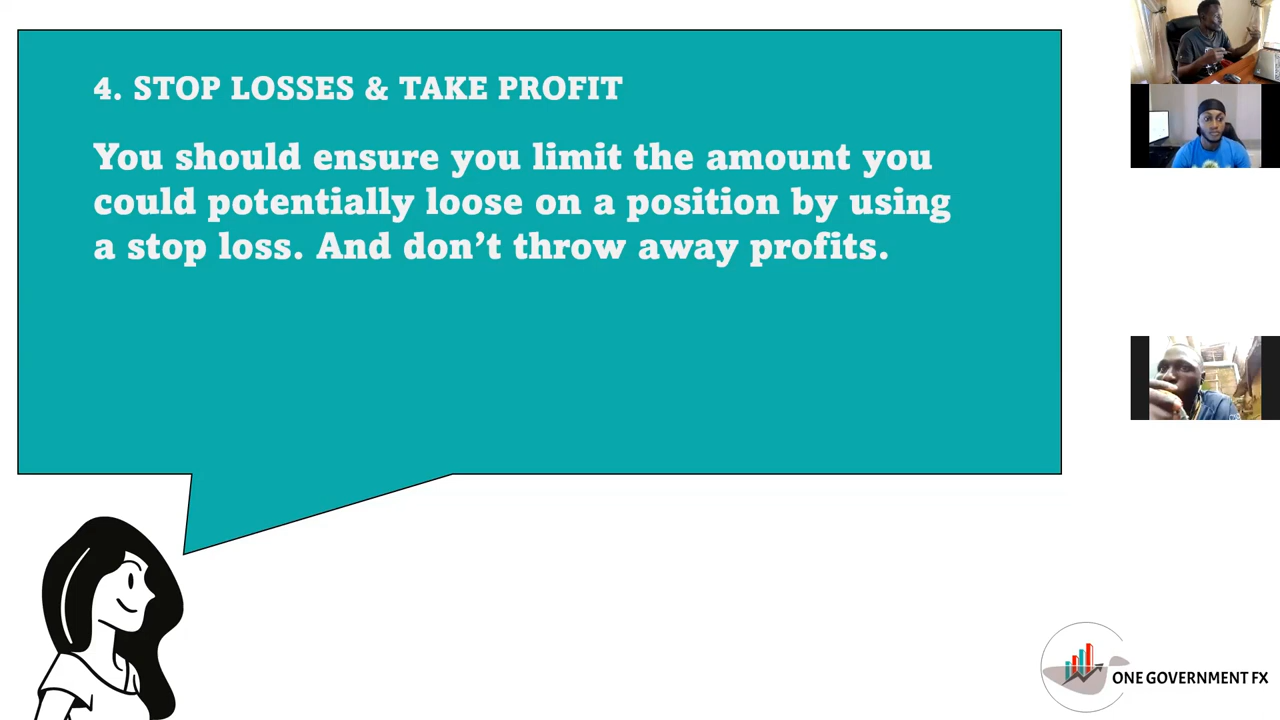 4. STOP LOSSES & TAKE PROFIT
You should ensure you limit the amount you
could potentially loose on a position by using
a stop loss. And don’t throw away profits.
ONE GOVERNMENT FX